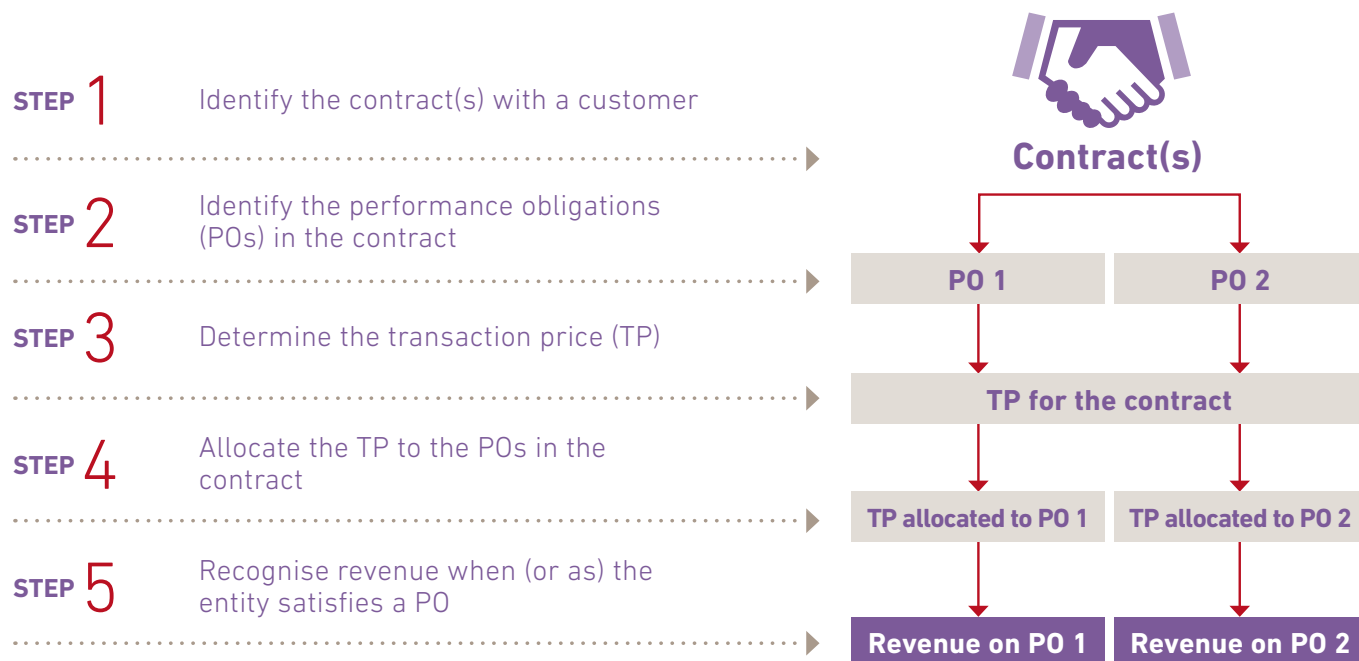 STEP 1 Identify the contract(s) with a customer
Contract(s)
STEP 2 Identify the performance obligations
(POs) in the contract
PO 1 PO 2
STEP 3 Determine the transaction price (TP)
TP for the contract
STEP 4 Allocate the TP to the POs in the
contract
TP allocated to PO 1 TP allocated to PO 2
STEP 5 Recognise revenue when (or as) the
entity satisfies a PO
Revenue on PO 1 Revenue on PO 2